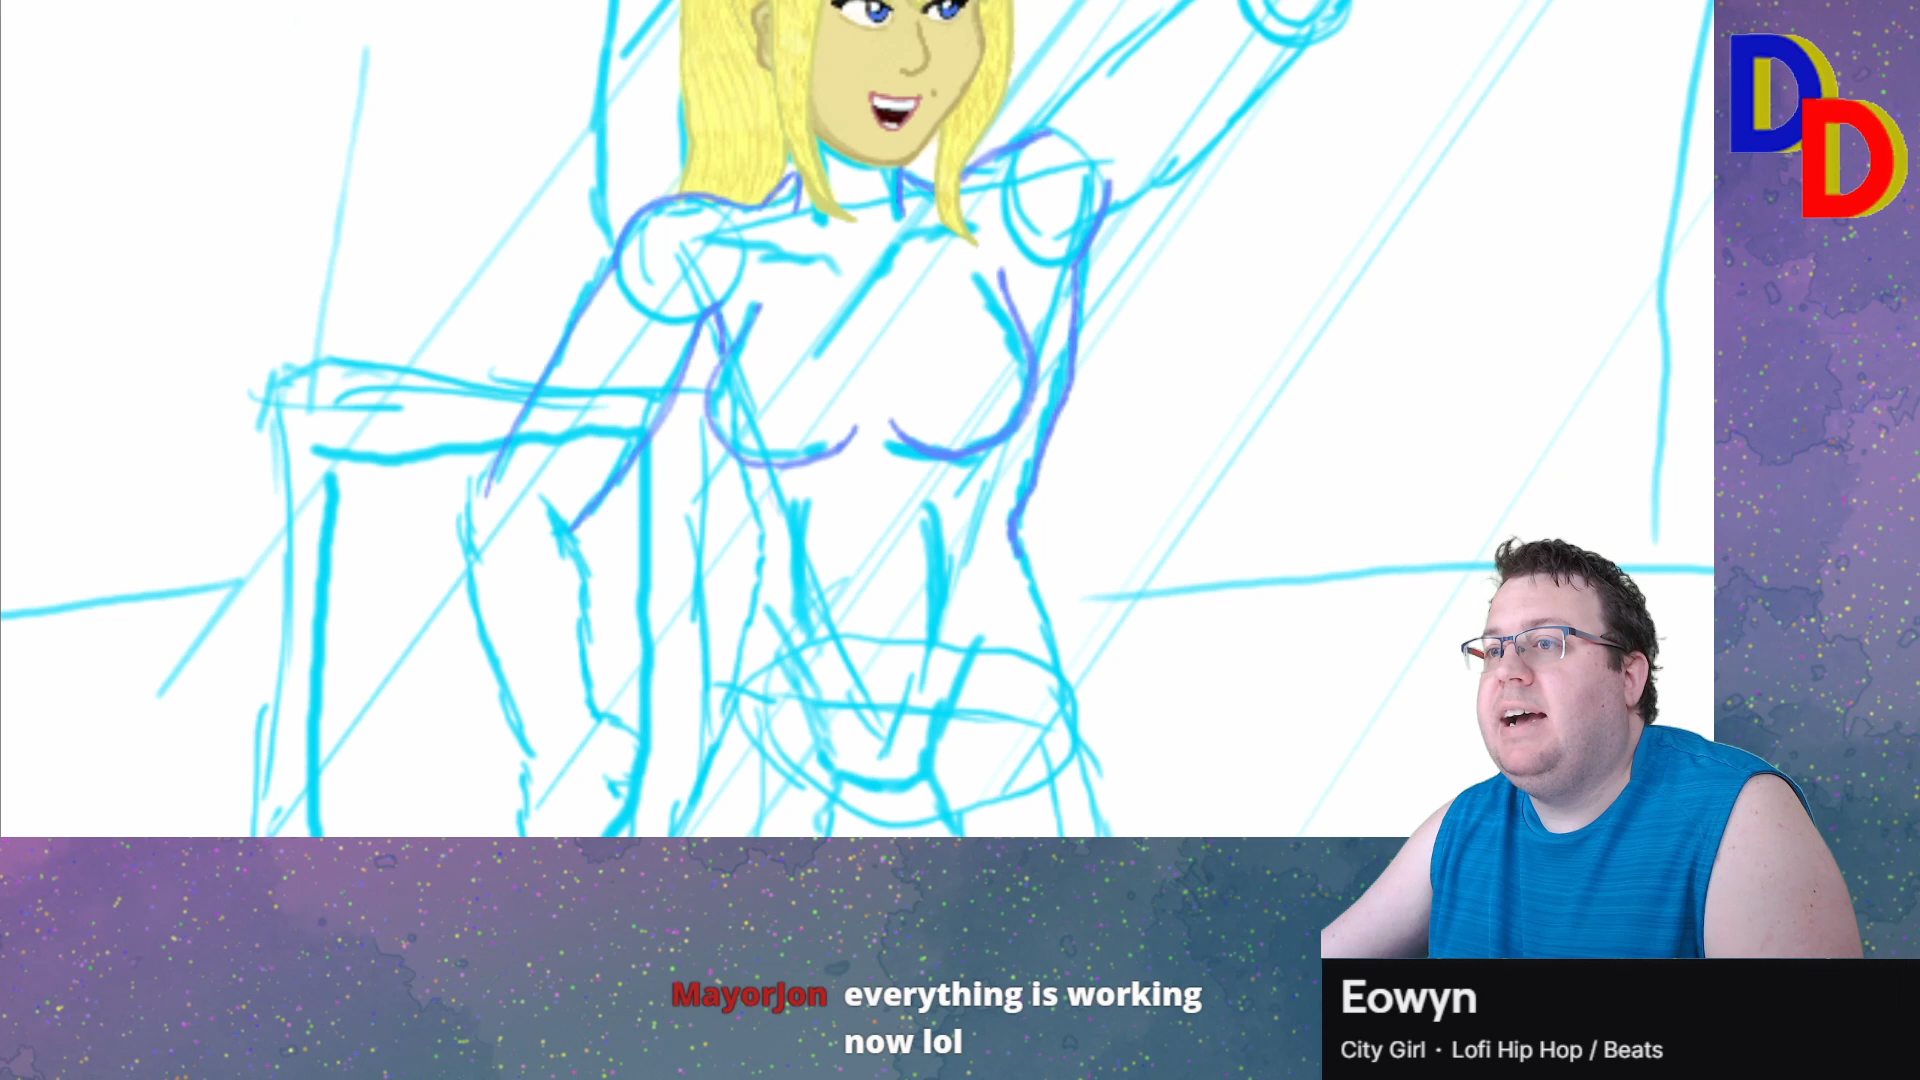 DD
MayorJon everything is working
now lol
Eowyn
City Girl · Lofi Hip Hop / Beats